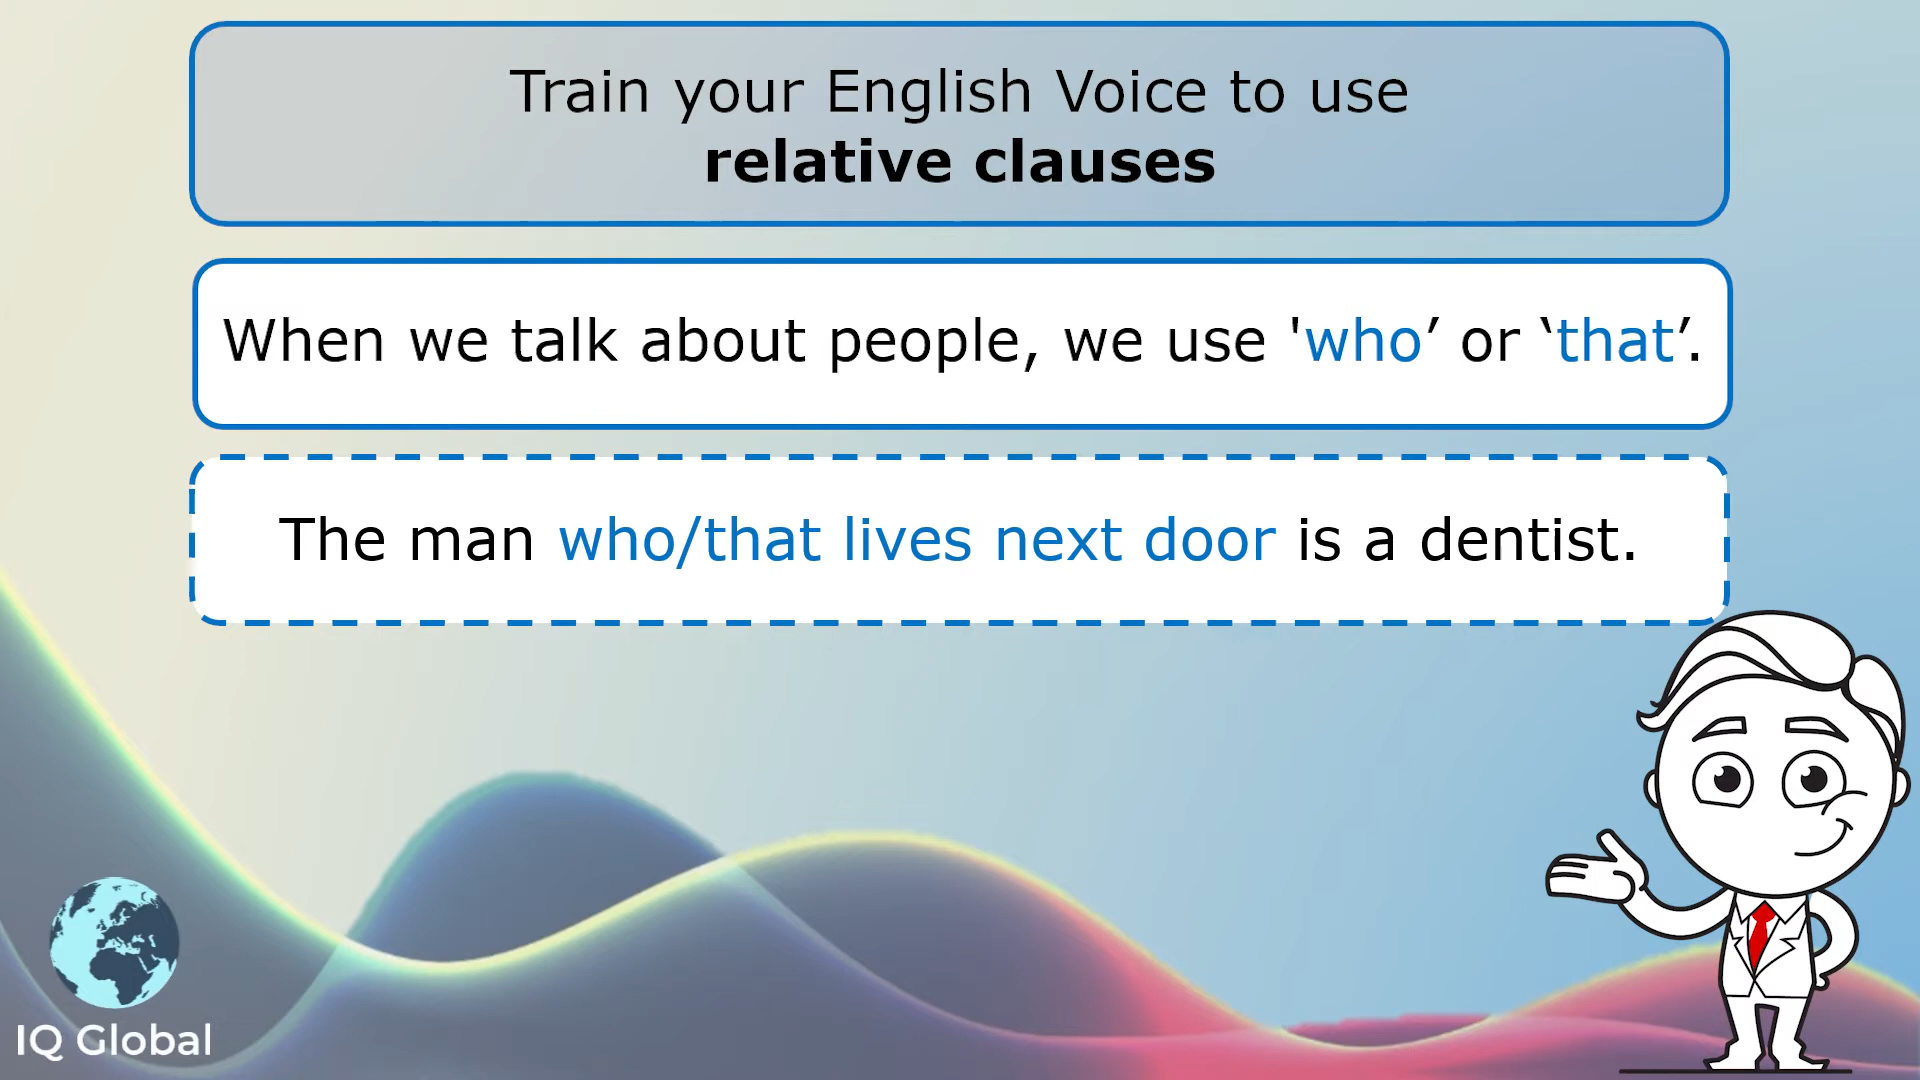 Train your English Voice to use
relative clauses
When we talk about people, we use 'who’ or ‘that’.
The man who/that lives next door is a dentist.
IQ Global